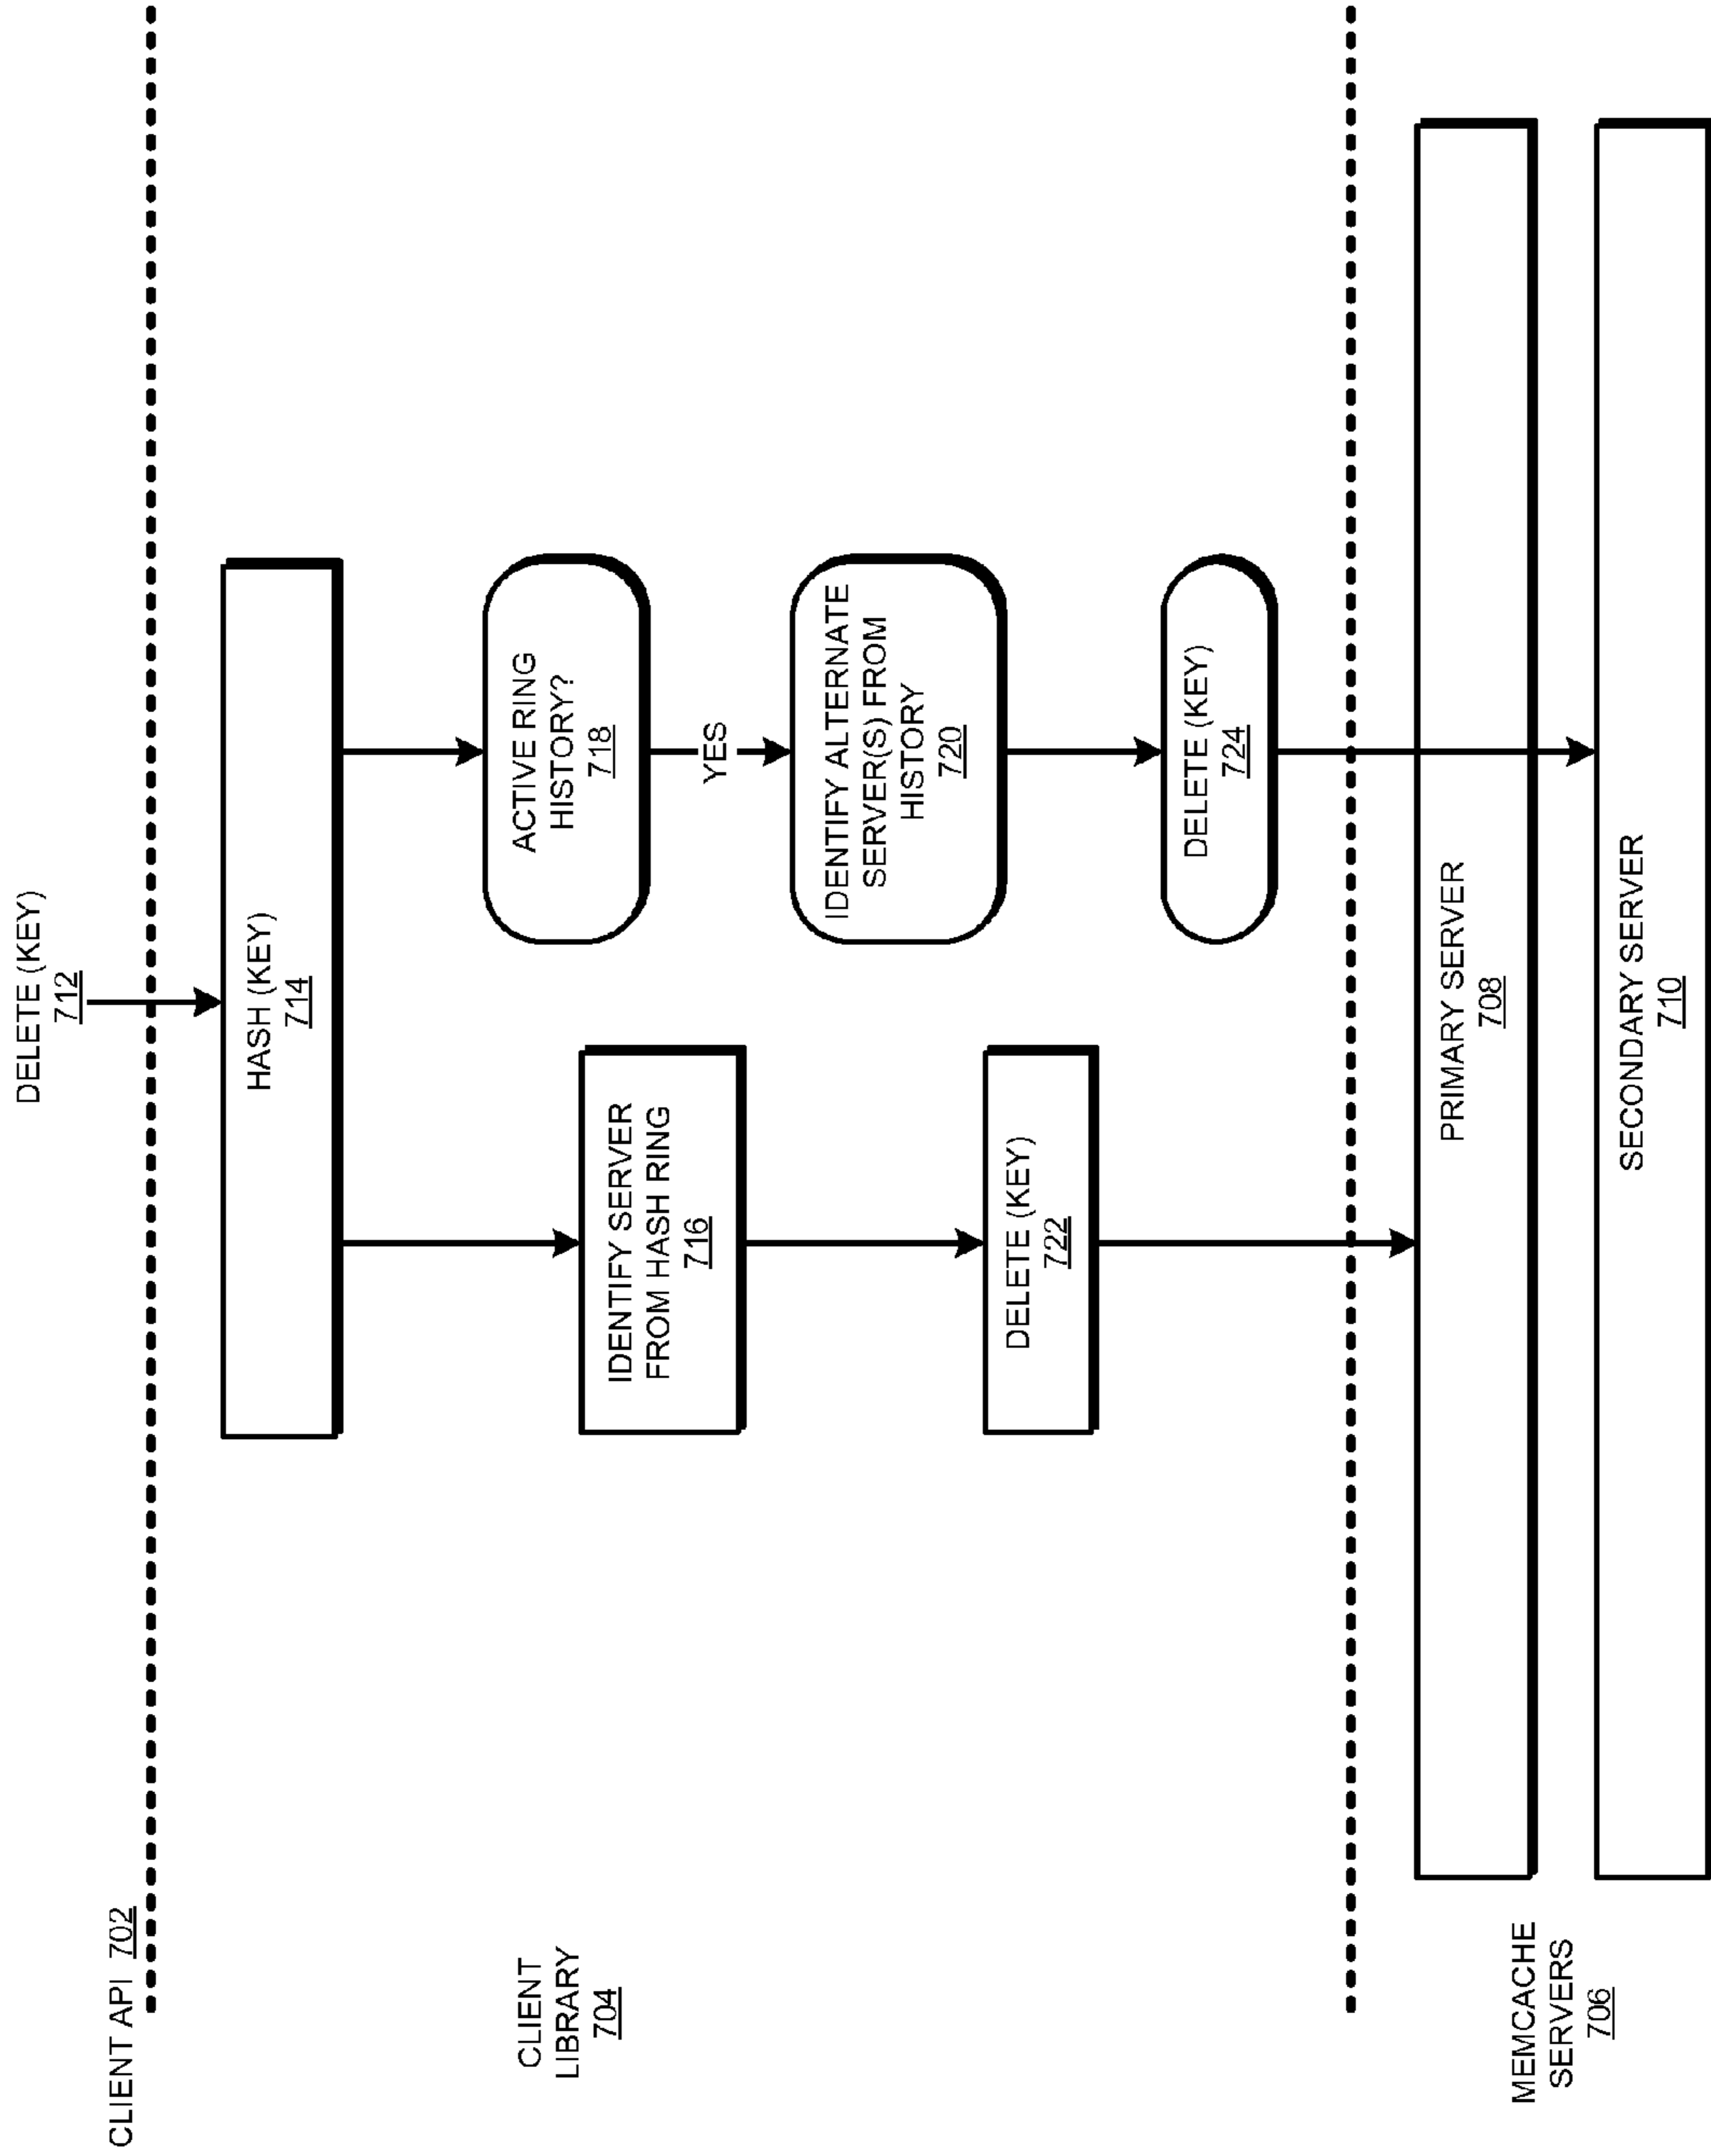 DELETE (KEY)
712
CLIENT API 702
HASH (KEY)
714
CLIENT
LIBRARY
704
IDENTIFY SERVER
FROM HASH RING
716
ACTIVE RING
HISTORY?
718
YES
IDENTIFY ALTERNATE
SERVER(S) FROM
HISTORY
720
DELETE (KEY)
722
DELETE (KEY)
724
MEMCACHE
SERVERS
706
PRIMARY SERVER
708
SECONDARY SERVER
710